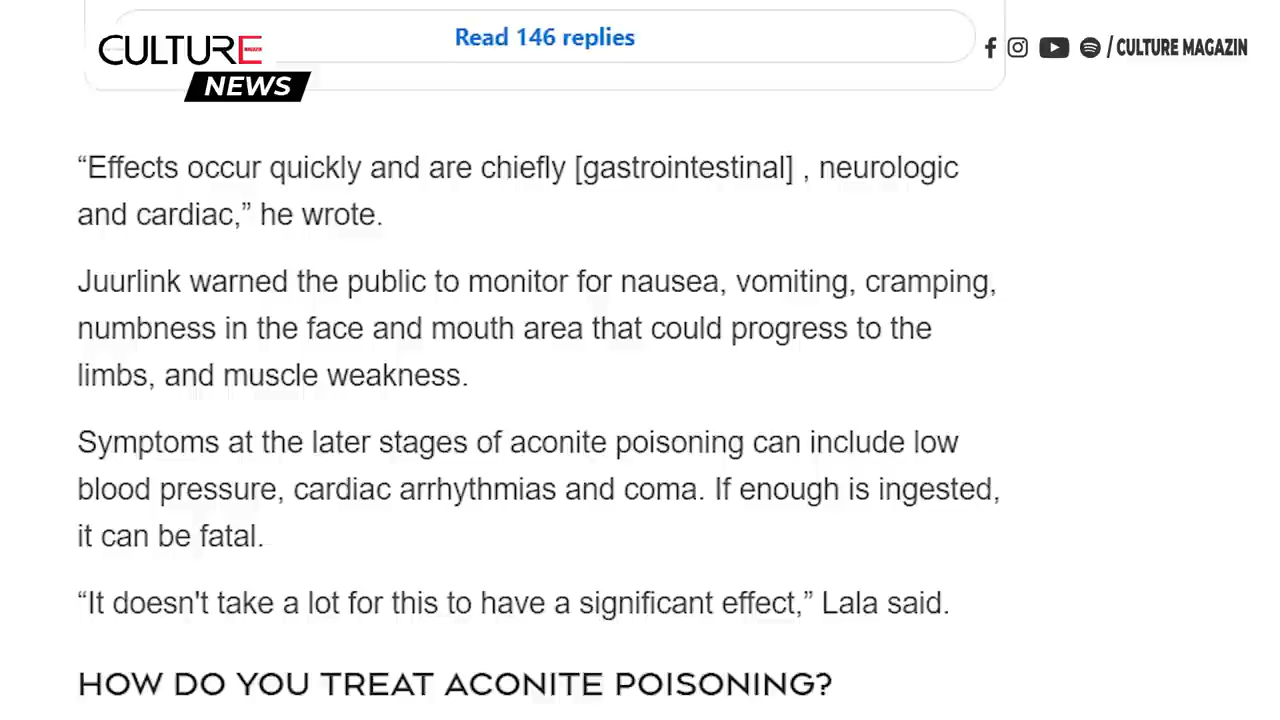 Read 146 replies
CULTURE
NEWS
/ CULTURE MAGAZIN
“Effects occur quickly and are chiefly [gastrointestinal] , neurologic
and cardiac,” he wrote.
Juurlink warned the public to monitor for nausea, vomiting, cramping,
numbness in the face and mouth area that could progress to the
limbs, and muscle weakness.
Symptoms at the later stages of aconite poisoning can include low
blood pressure, cardiac arrhythmias and coma. If enough is ingested,
it can be fatal.
“It doesn't take a lot for this to have a significant effect,” Lala said.
HOW DO YOU TREAT ACONITE POISONING?